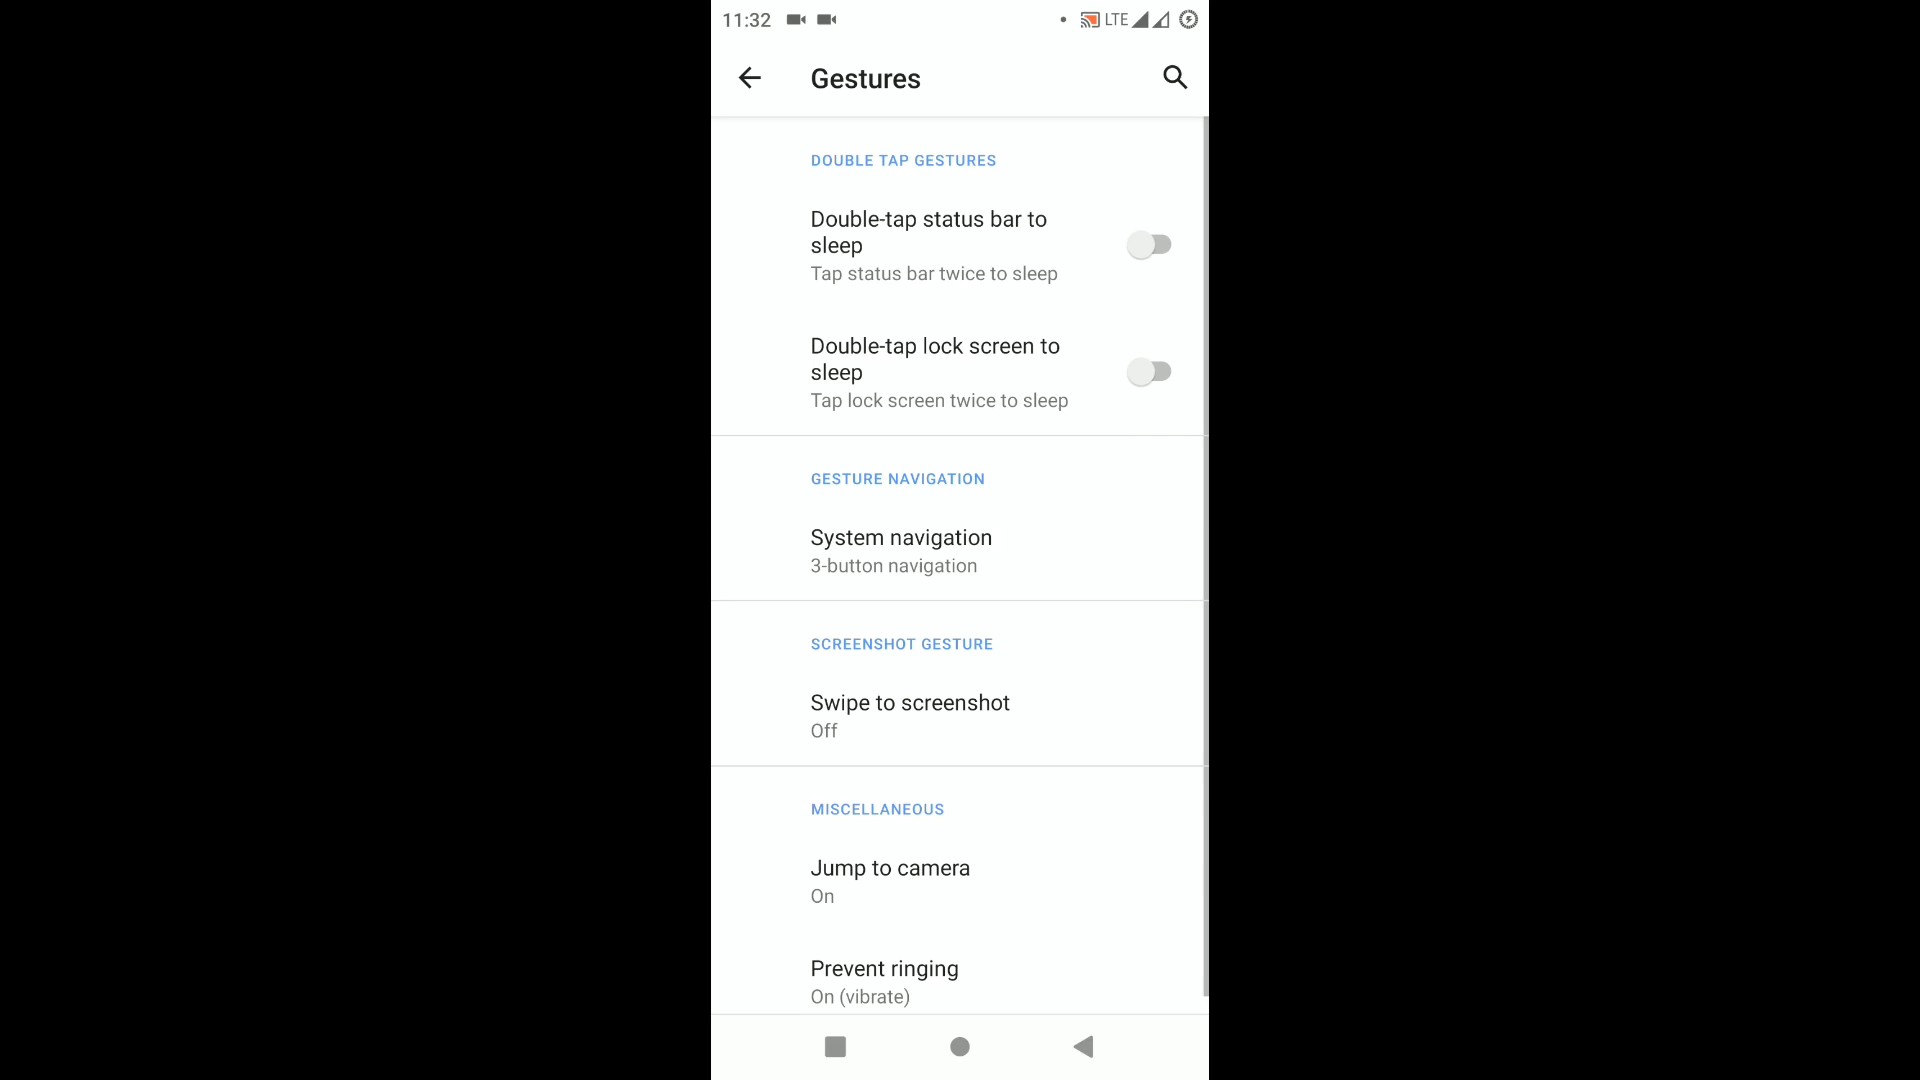 11:32
LTE
Gestures
DOUBLE TAP GESTURES
Double-tap status bar to
sleep
Tap status bar twice to sleep
Double-tap lock screen to
sleep
Tap lock screen twice to sleep
GESTURE NAVIGATION
System navigation
3-button navigation
SCREENSHOT GESTURE
Swipe to screenshot
Off
MISCELLANEOUS
Jump to camera
On
Prevent ringing
On (vibrate)